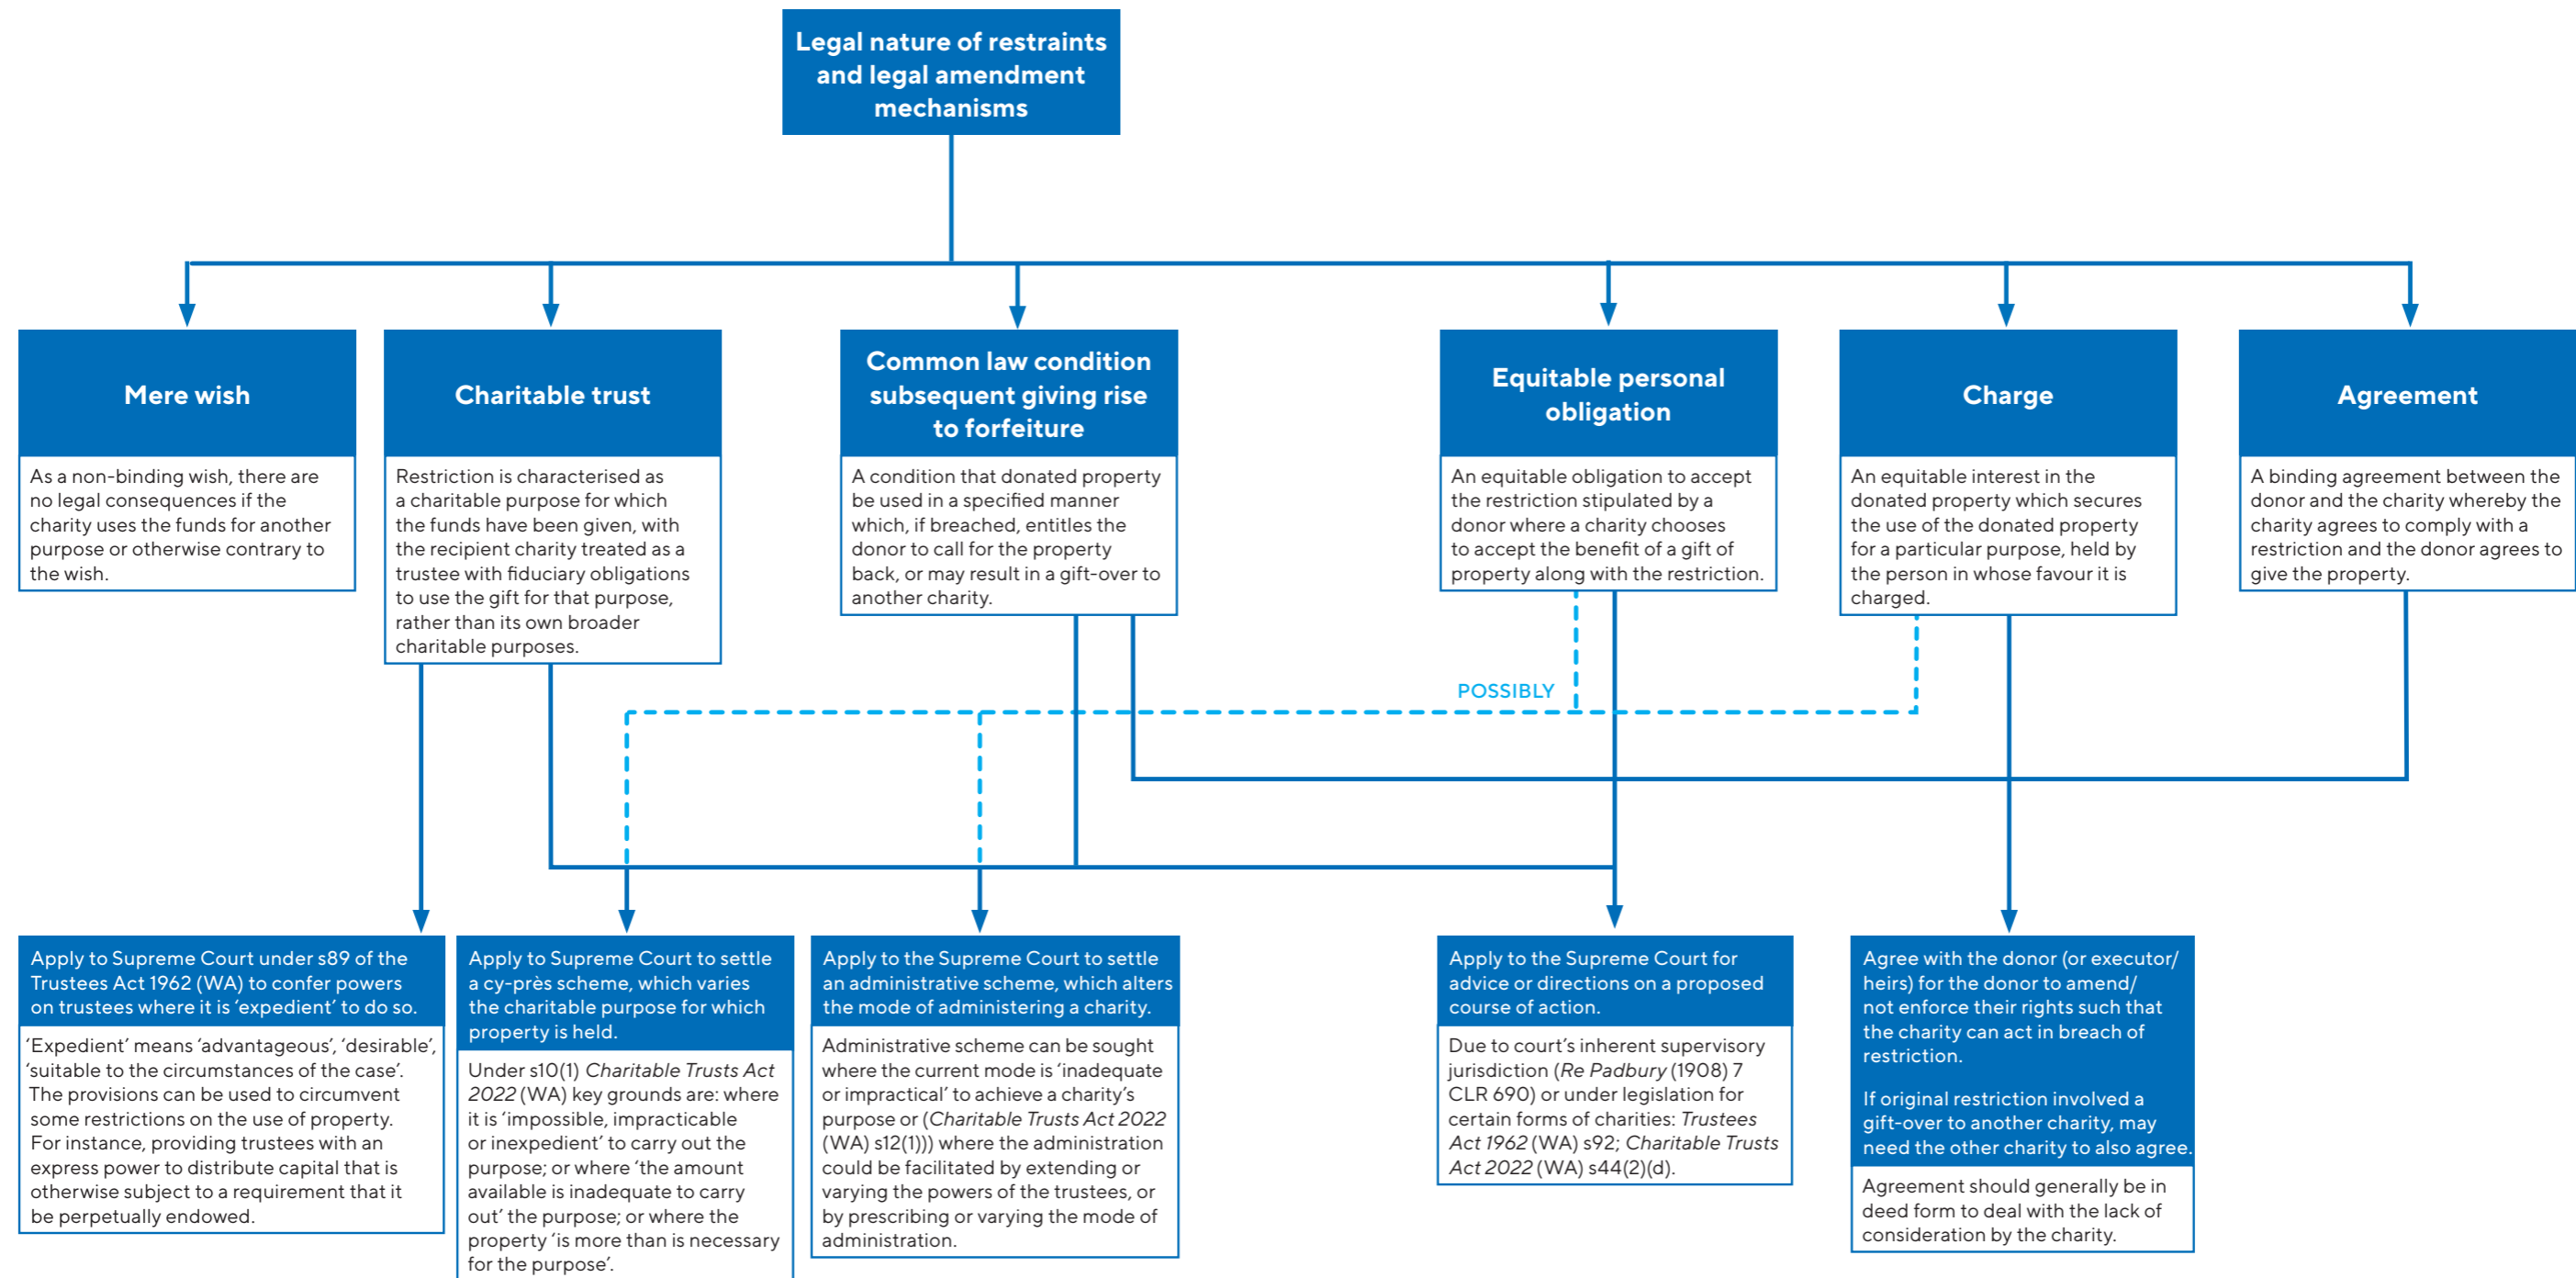 Legal nature of restraints
and legal amendment
mechanisms
Mere wish
As a non-binding wish, there are
no legal consequences if the
charity uses the funds for another
purpose or otherwise contrary to
the wish.
Charitable trust
Restriction is characterised as
a charitable purpose for which
the funds have been given, with
the recipient charity treated as a
trustee with fiduciary obligations
to use the gift for that purpose,
rather than its own broader
charitable purposes.
Common law condition
subsequent giving rise
to forfeiture
A condition that donated property
be used in a specified manner
which, if breached, entitles the
donor to call for the property
back, or may result in a gift-over to
another charity.
Equitable personal
obligation
An equitable obligation to accept
the restriction stipulated by a
donor where a charity chooses
to accept the benefit of a gift of
property along with the restriction.
Charge
An equitable interest in the
donated property which secures
the use of the donated property
for a particular purpose, held by
the person in whose favour it is
charged.
Agreement
A binding agreement between the
donor and the charity whereby the
charity agrees to comply with a
restriction and the donor agrees to
give the property.
POSSIBLY
Apply to Supreme Court under s89 of the
Trustees Act 1962 (WA) to confer powers
on trustees where it is ‘expedient’ to do so.
‘Expedient’ means ‘advantageous’, ‘desirable’,
‘suitable to the circumstances of the case’.
The provisions can be used to circumvent
some restrictions on the use of property.
For instance, providing trustees with an
express power to distribute capital that is
otherwise subject to a requirement that it
be perpetually endowed.
Apply to Supreme Court to settle
a cy-près scheme, which varies
the charitable purpose for which
property is held.
Under s10(1) Charitable Trusts Act
2022 (WA) key grounds are: where
it is ‘impossible, impracticable
or inexpedient’ to carry out the
purpose; or where ‘the amount
available is inadequate to carry
out’ the purpose; or where the
property ‘is more than is necessary
for the purpose’.
Apply to the Supreme Court to settle
an administrative scheme, which alters
the mode of administering a charity.
Administrative scheme can be sought
where the current mode is ‘inadequate
or impractical’ to achieve a charity’s
purpose or (Charitable Trusts Act 2022
(WA) s12(1))) where the administration
could be facilitated by extending or
varying the powers of the trustees, or
by prescribing or varying the mode of
administration.
Apply to the Supreme Court for
advice or directions on a proposed
course of action.
Due to court’s inherent supervisory
jurisdiction (Re Padbury (1908) 7
CLR 690) or under legislation for
certain forms of charities: Trustees
Act 1962 (WA) s92; Charitable Trusts
Act 2022 (WA) s44(2)(d).
Agree with the donor (or executor/
heirs) for the donor to amend/
not enforce their rights such that
the charity can act in breach of
restriction.
If original restriction involved a
gift-over to another charity, may
need the other charity to also agree.
Agreement should generally be in
deed form to deal with the lack of
consideration by the charity.